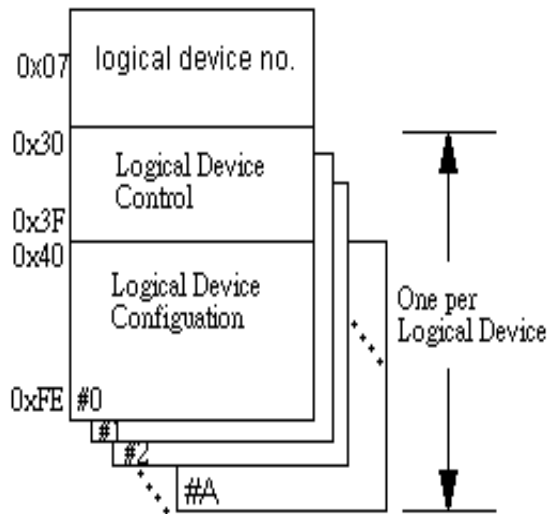 0x07
logical device no.
0x30
Logical Device
Control
0x3F
0x40
Logical Device
Configuation
One per
Logical Device
0xFE
#0
#1
#2
#A